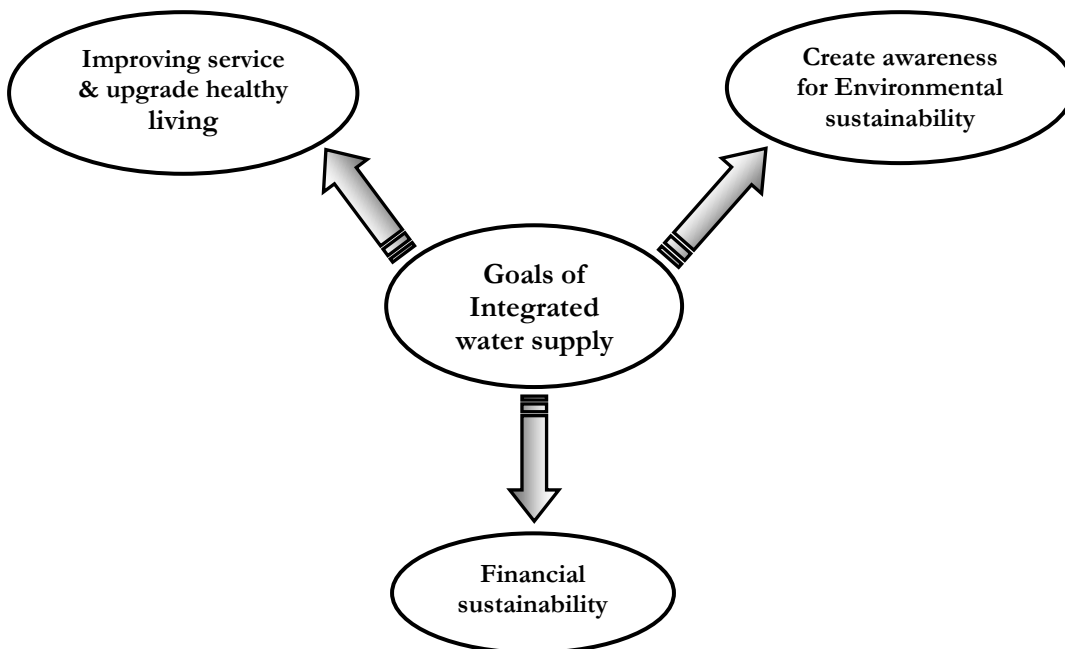 Improving service
& upgrade healthy
living
Create awareness
for Environmental
sustainability
Goals of
Integrated
water supply
Financial
sustainability